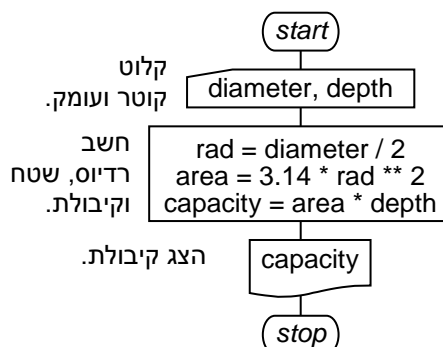 start
קלוט
קוטר ועומק.
diameter, depth
חשב
רדיוס, שטח
וקיבולת.
rad = diameter / 2
area = 3.14 * rad ** 2
capacity = area * depth
הצג קיבולת.
capacity
stop